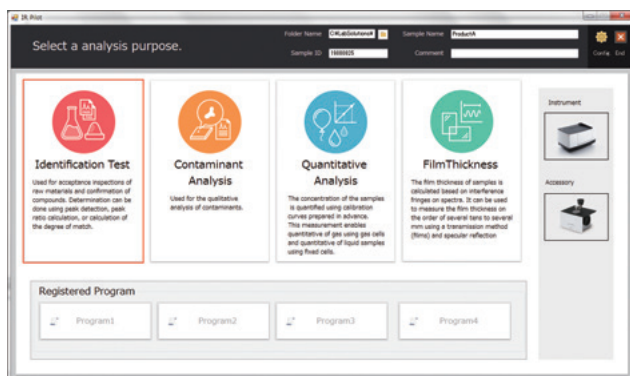 IR Pilot
Select a analysis purpose.
Folder Name
Sample Name
ProductA
Sample ID
Comment
Config
End
Identification Test
Used for acceptance inspections of
raw materials and confirmation of
compounds. Determination can be
done using peak detection, peak
ratio calculation, or calculation of
the degree of match.
Contaminant
Analysis
Used for the qualitative
analysis of contaminants.
Quantitative
Analysis
The concentration of the samples
is quantified using calibration
curves prepared in advance.
This measurement enables
quantitative of gas using gas cells
and quantitative of liquid samples
using fixed cells.
FilmThickness
The film thickness of samples is
calculated based on interference
fringes on spectra. It can be used
to measure the film thickness on
the order of several tens to several
mm using a transmission method
(films) and specular reflection
Instrument
Accessory
Registered Program
Program1
Program2
Program3
Program4